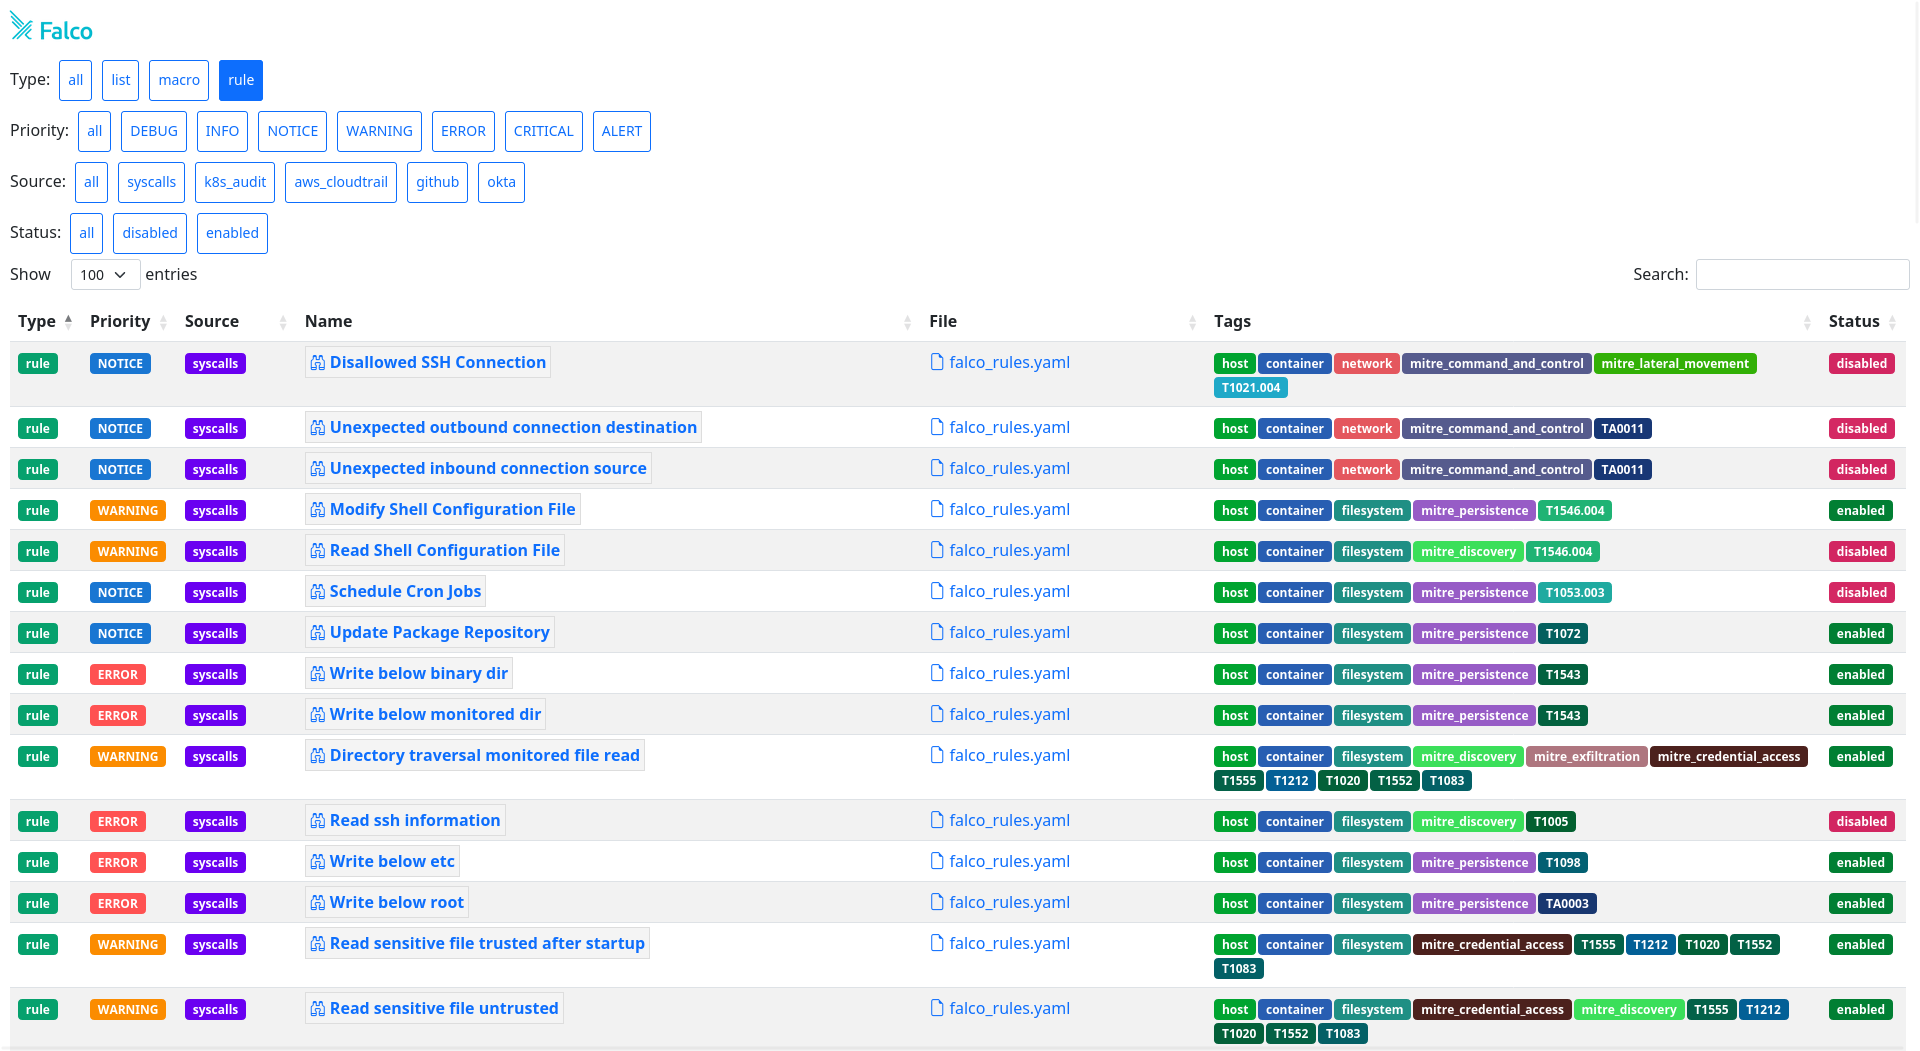 Falco
Type: all list macro rule
Priority: all DEBUG INFO NOTICE WARNING ERROR CRITICAL ALERT
Source: all syscalls k8s_audit aws_cloudtrail github okta
Status: all disabled enabled
Show 100 entries Search:
Type Priority Source Name File Tags Status
rule NOTICE syscalls Disallowed SSH Connection falco_rules.yaml host container network mitre_command_and_control mitre_lateral_movement disabled
T1021.004
rule NOTICE syscalls Unexpected outbound connection destination falco_rules.yaml host container network mitre_command_and_control TA0011 disabled
rule NOTICE syscalls Unexpected inbound connection source falco_rules.yaml host container network mitre_command_and_control TA0011 disabled
rule WARNING syscalls Modify Shell Configuration File falco_rules.yaml host container filesystem mitre_persistence T1546.004 enabled
rule WARNING syscalls Read Shell Configuration File falco_rules.yaml host container filesystem mitre_discovery T1546.004 disabled
rule NOTICE syscalls Schedule Cron Jobs falco_rules.yaml host container filesystem mitre_persistence T1053.003 disabled
rule NOTICE syscalls Update Package Repository falco_rules.yaml host container filesystem mitre_persistence T1072 enabled
rule ERROR syscalls Write below binary dir falco_rules.yaml host container filesystem mitre_persistence T1543 enabled
rule ERROR syscalls Write below monitored dir falco_rules.yaml host container filesystem mitre_persistence T1543 enabled
rule WARNING syscalls Directory traversal monitored file read falco_rules.yaml host container filesystem mitre_discovery mitre_exfiltration mitre_credential_access enabled
T1555 T1212 T1020 T1552 T1083
rule ERROR syscalls Read ssh information falco_rules.yaml host container filesystem mitre_discovery T1005 disabled
rule ERROR syscalls Write below etc falco_rules.yaml host container filesystem mitre_persistence T1098 enabled
rule ERROR syscalls Write below root falco_rules.yaml host container filesystem mitre_persistence TA0003 enabled
rule WARNING syscalls Read sensitive file trusted after startup falco_rules.yaml host container filesystem mitre_credential_access T1555 T1212 T1020 T1552 enabled
T1083
rule WARNING syscalls Read sensitive file untrusted falco_rules.yaml host container filesystem mitre_credential_access mitre_discovery T1555 T1212 enabled
T1020 T1552 T1083